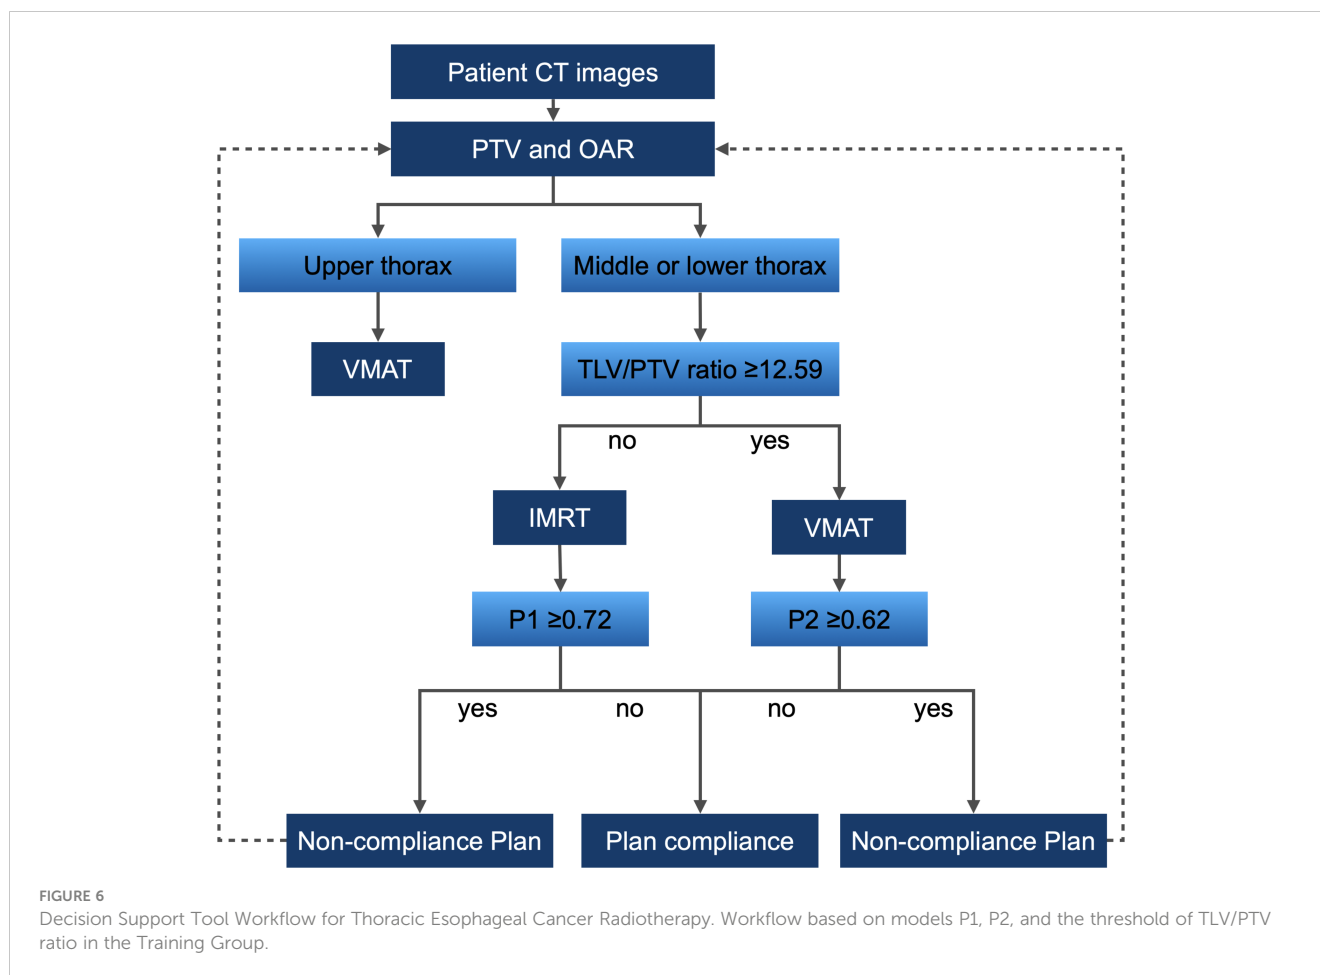 Patient CT images
PTV and OAR
Upper thorax
Middle or lower thorax
VMAT
TLV/PTV ratio ≥12.59
no
yes
IMRT
VMAT
P1 ≥0.72
P2 ≥0.62
yes
no
no
yes
Non-compliance Plan
Plan compliance
Non-compliance Plan
FIGURE 6
Decision Support Tool Workflow for Thoracic Esophageal Cancer Radiotherapy. Workflow based on models P1, P2, and the threshold of TLV/PTV
ratio in the Training Group.